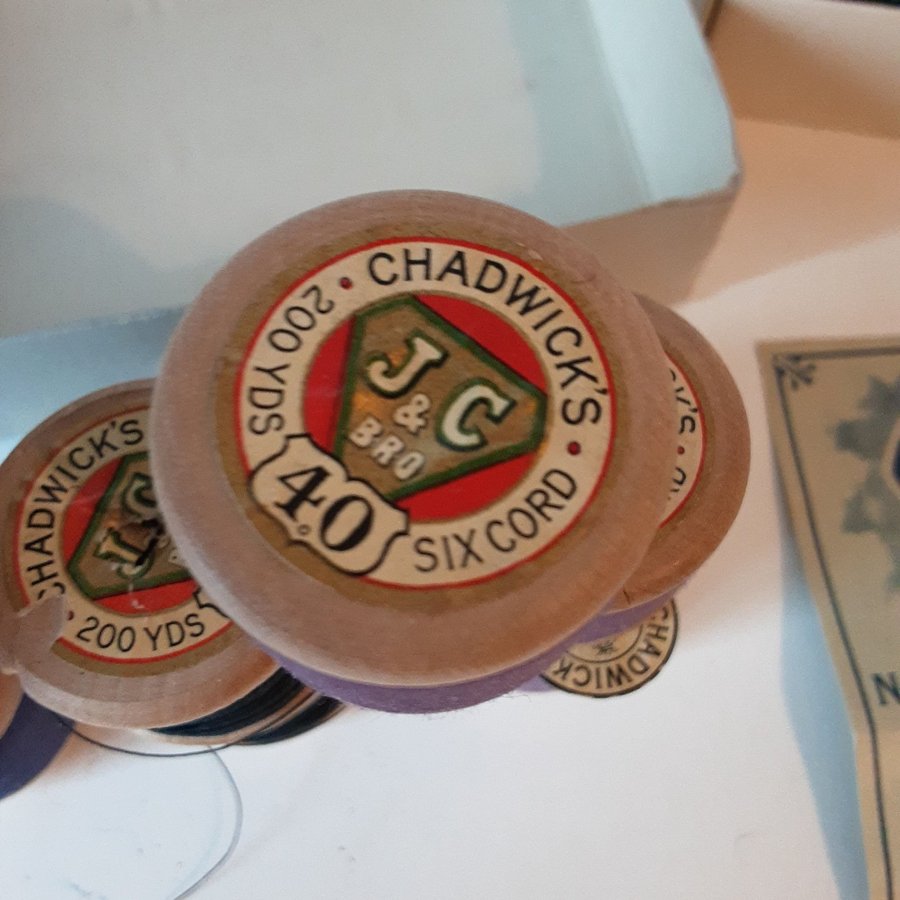 CHADWICK'S
SIX CORD
200 YDS
J
&
C
BRO
40
CHADWICK'S
200 YDS
J
C
K'S
CHADWICK
N